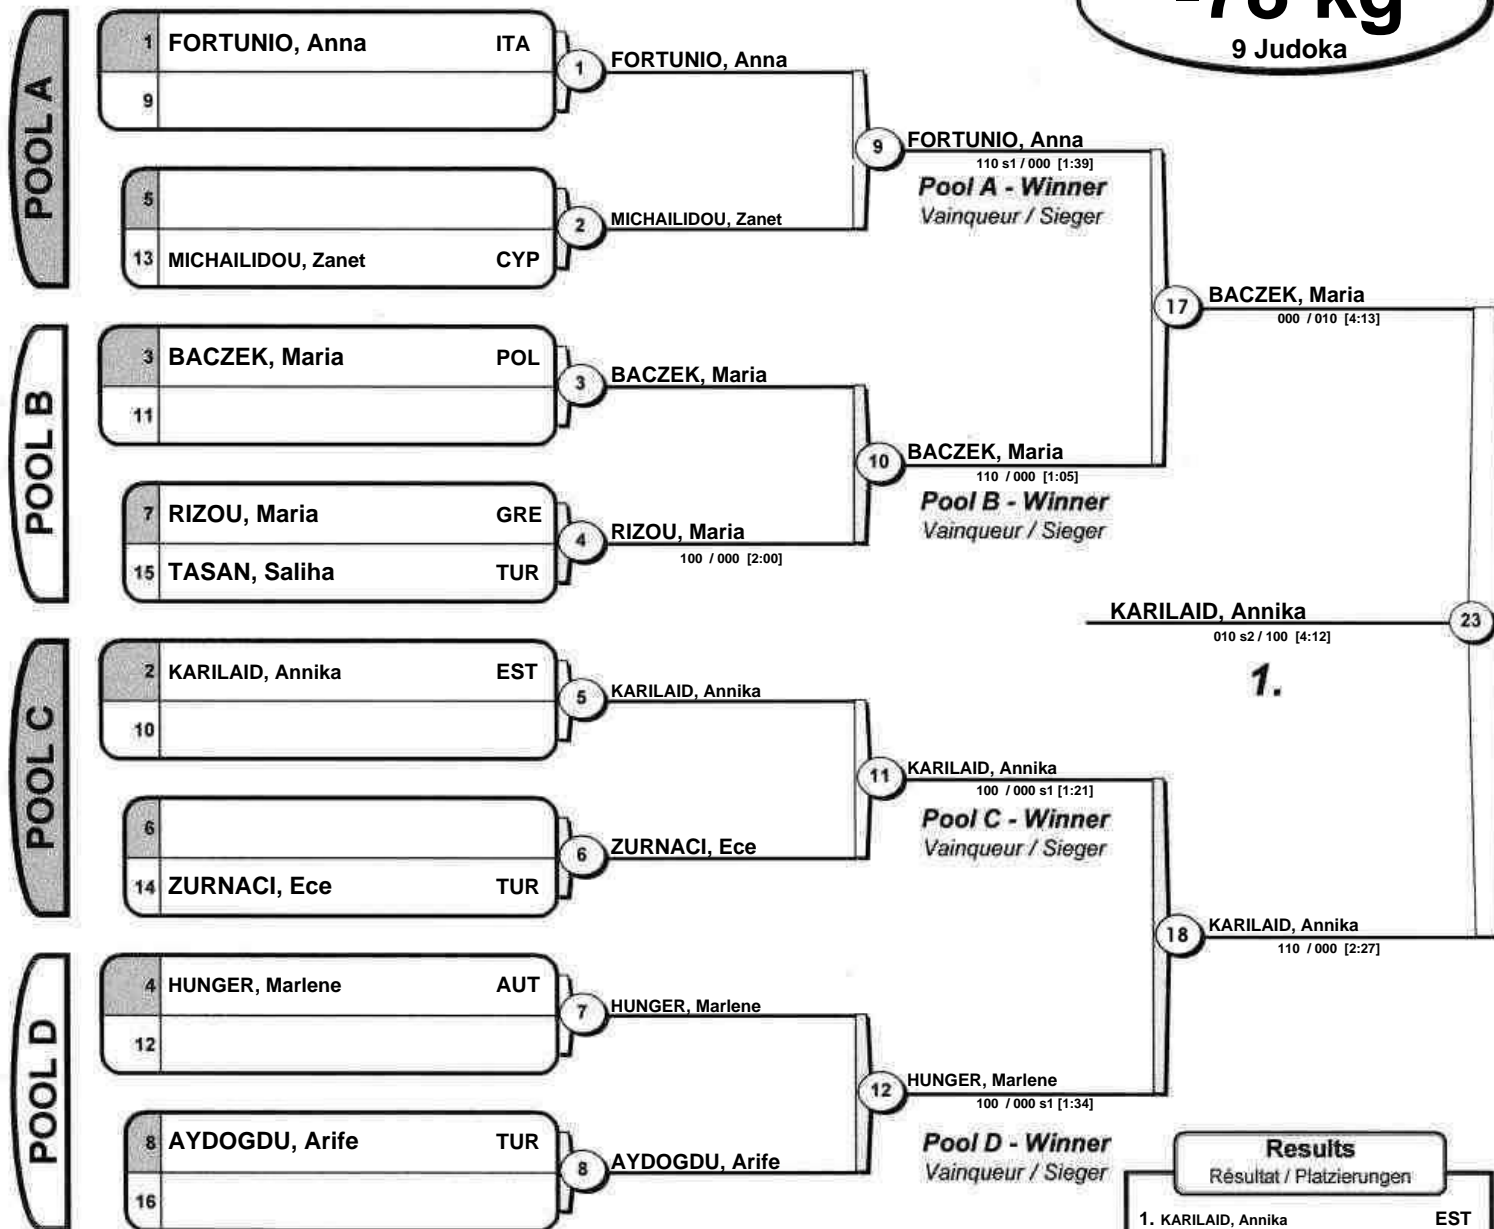 -78 kg
9 Judoka
POOL A
1 FORTUNIO, Anna ITA
9
1 FORTUNIO, Anna
5
13 MICHAILIDOU, Zanet CYP
2 MICHAILIDOU, Zanet
9 FORTUNIO, Anna
110 s1 / 000 [1:39]
Pool A - Winner
Vainqueur / Sieger
POOL B
3 BACZEK, Maria POL
11
3 BACZEK, Maria
7 RIZOU, Maria GRE
15 TASAN, Saliha TUR
4 RIZOU, Maria
100 / 000 [2:00]
10 BACZEK, Maria
110 / 000 [1:05]
Pool B - Winner
Vainqueur / Sieger
17 BACZEK, Maria
000 / 010 [4:13]
KARILAID, Annika 23
010 s2 / 100 [4:12]
1.
POOL C
2 KARILAID, Annika EST
10
5 KARILAID, Annika
6
14 ZURNACI, Ece TUR
6 ZURNACI, Ece
11 KARILAID, Annika
100 / 000 s1 [1:21]
Pool C - Winner
Vainqueur / Sieger
18 KARILAID, Annika
110 / 000 [2:27]
POOL D
4 HUNGER, Marlene AUT
12
7 HUNGER, Marlene
8 AYDOGDU, Arife TUR
16
8 AYDOGDU, Arife
12 HUNGER, Marlene
100 / 000 s1 [1:34]
Pool D - Winner
Vainqueur / Sieger
Results
Résultat / Platzierungen
1. KARILAID, Annika EST